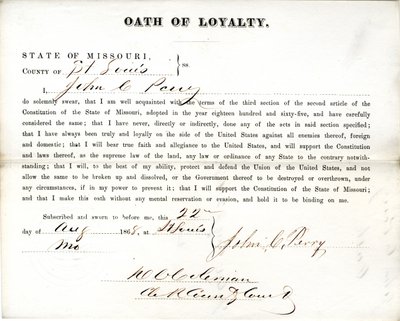 OATH OF LOYALTY.
STATE OF MISSOURI,
COUNTY OF St Louis } ss.
I, John C Perry
do solemnly swear, that I am well acquainted with the terms of the third section of the second article of the
Constitution of the State of Missouri, adopted in the year eighteen hundred and sixty-five, and have carefully
considered the same; that I have never, directly or indirectly, done any of the acts in said section specified;
that I have always been truly and loyally on the side of the United States against all enemies thereof, foreign
and domestic; that I will bear true faith and allegiance to the United States, and will support the Constitution
and laws thereof, as the supreme law of the land, any law or ordinance of any State to the contrary notwith-
standing; that I will, to the best of my ability, protect and defend the Union of the United States, and not
allow the same to be broken up and dissolved, or the Government thereof to be destroyed or overthrown, under
any circumstances, if in my power to prevent it; that I will support the Constitution of the State of Missouri;
and that I make this oath without any mental reservation or evasion, and hold it to be binding on me.
Subscribed and sworn to before me, this 22
day of Aug 1868, at St Louis
Mo
John C. Perry
Coleman
Clk County Court